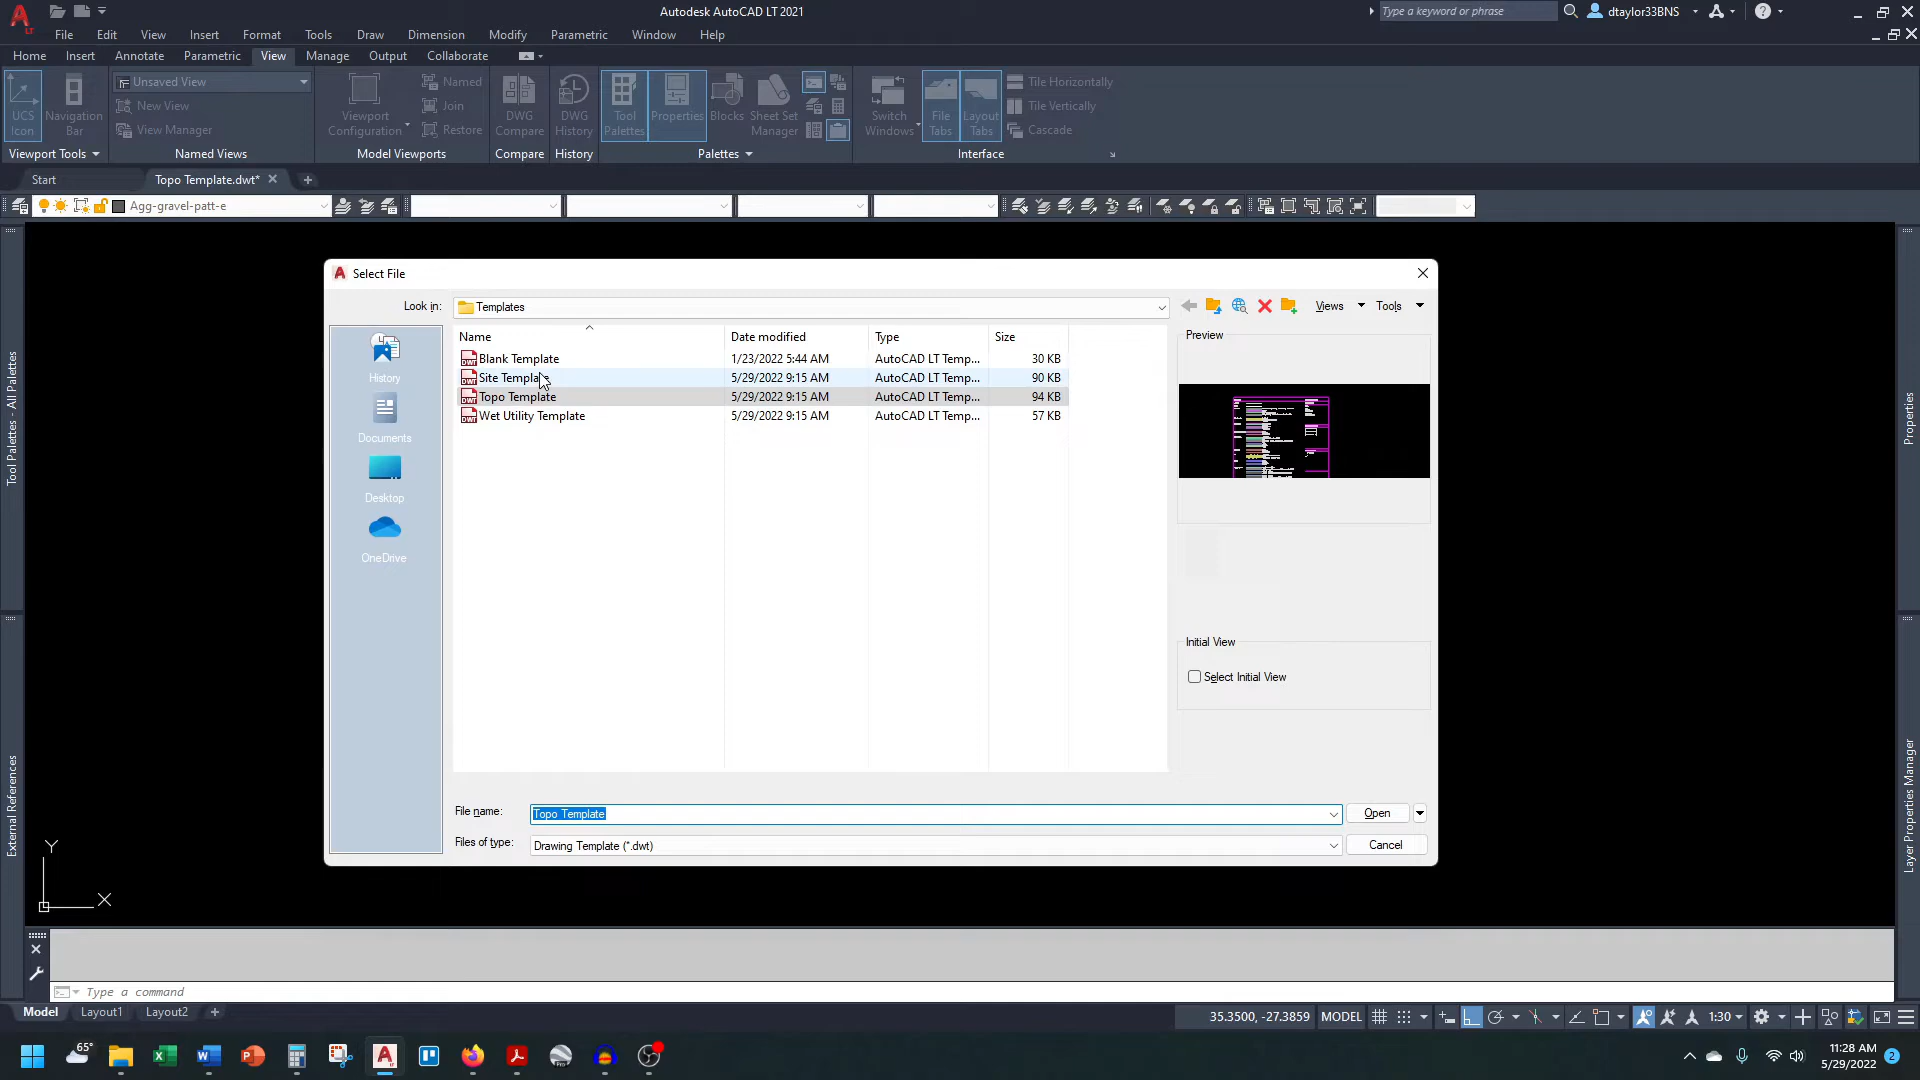 Autodesk AutoCAD LT 2021
Type a keyword or phrase
dtaylor33BNS
File Edit View Insert Format Tools Draw Dimension Modify Parametric Window Help
Home Insert Annotate Parametric View Manage Output Collaborate
UCS Icon
Navigation Bar
Unsaved View
New View
View Manager
Viewport Configuration
Named
Join
Restore
DWG Compare
DWG History
Tool Palettes
Properties
Blocks
Sheet Set Manager
Switch Windows
File Tabs
Layout Tabs
Tile Horizontally
Tile Vertically
Cascade
Viewport Tools Named Views Model Viewports Compare History Palettes Interface
Start Topo Template.dwt*
Agg-gravel-patt-e
Tool Palettes - All Palettes
External References
Properties
Layer Properties Manager
Select File
Look in: Templates
Views Tools
History
Documents
Desktop
OneDrive
Name Date modified Type Size
Blank Template 1/23/2022 5:44 AM AutoCAD LT Temp... 30 KB
Site Template 5/29/2022 9:15 AM AutoCAD LT Temp... 90 KB
Topo Template 5/29/2022 9:15 AM AutoCAD LT Temp... 94 KB
Wet Utility Template 5/29/2022 9:15 AM AutoCAD LT Temp... 57 KB
Preview
Initial View
Select Initial View
File name: Topo Template Open
Files of type: Drawing Template (*.dwt) Cancel
Y
X
Type a command
Model Layout1 Layout2
35.3500, -27.3859 MODEL 1:30
65°
11:28 AM
5/29/2022
2